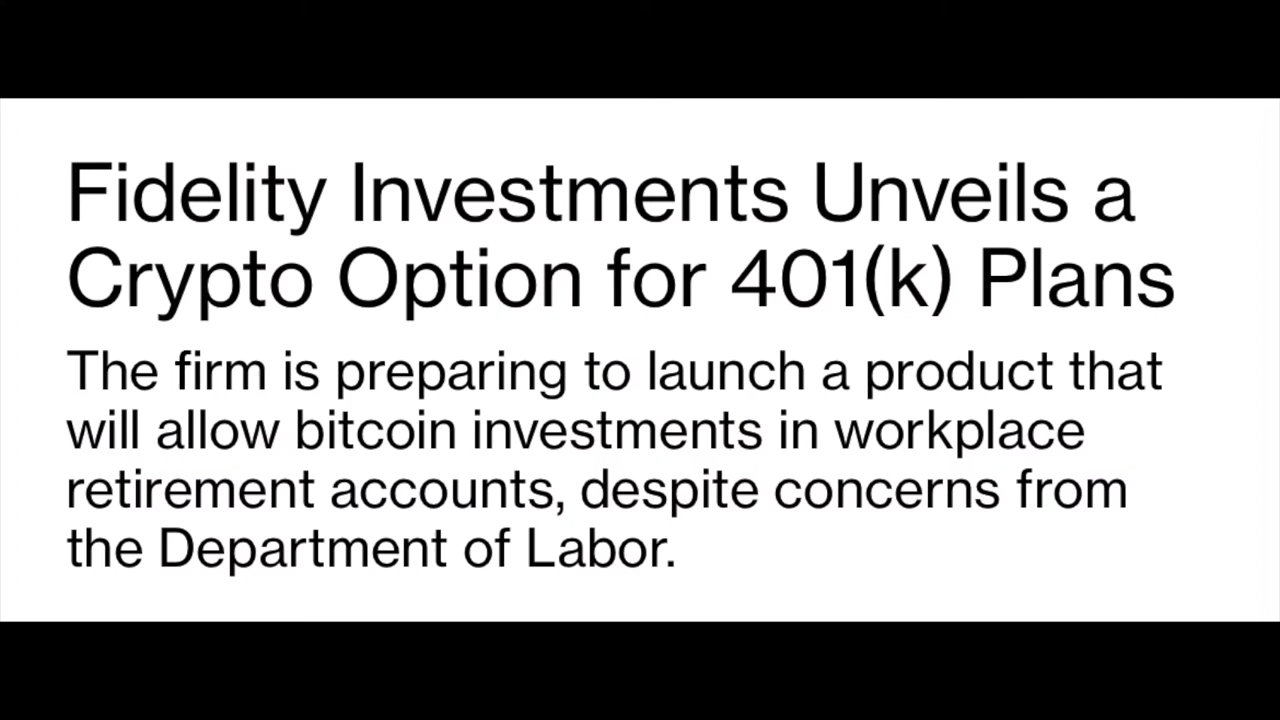 Fidelity Investments Unveils a
Crypto Option for 401(k) Plans
The firm is preparing to launch a product that
will allow bitcoin investments in workplace
retirement accounts, despite concerns from
the Department of Labor.